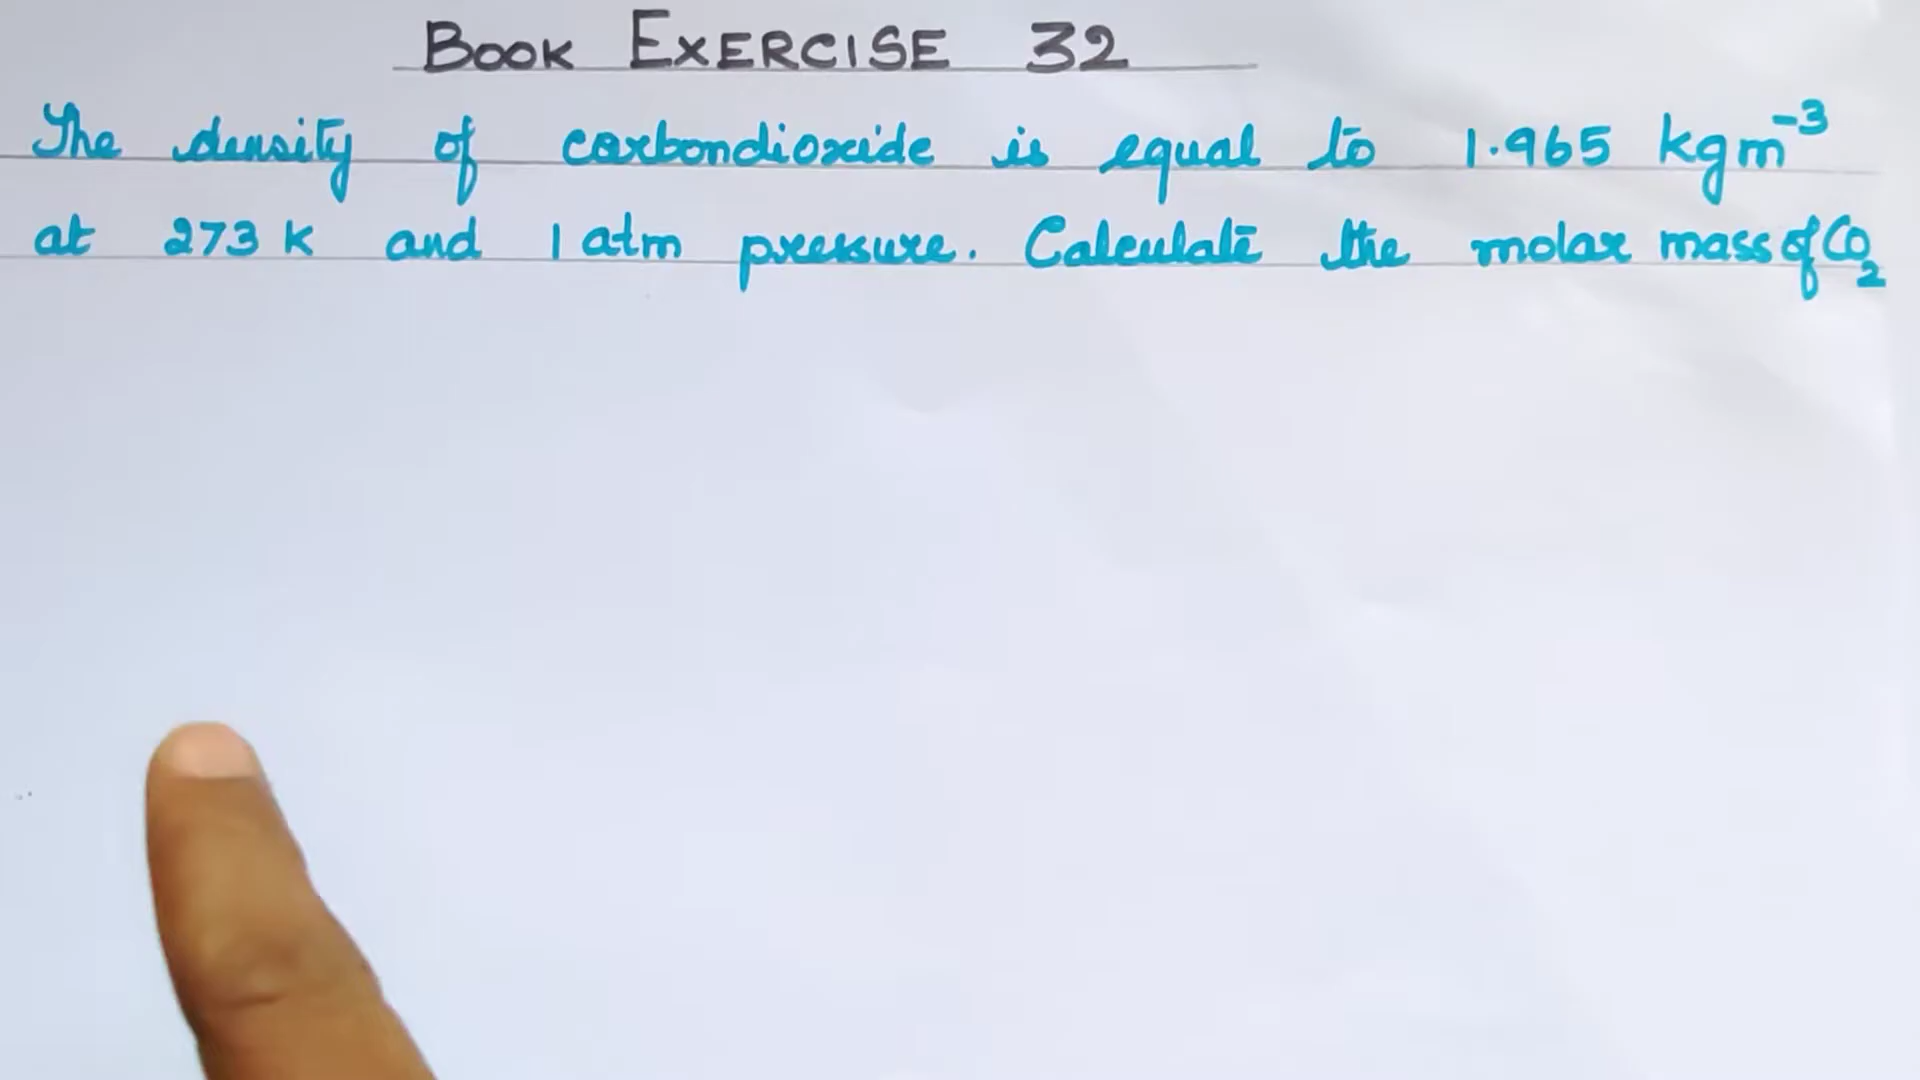 BOOK EXERCISE 32
The density of carbondioxide is equal to 1.965 kgm⁻³
at 273 K and 1 atm pressure. Calculate the molar mass of CO₂